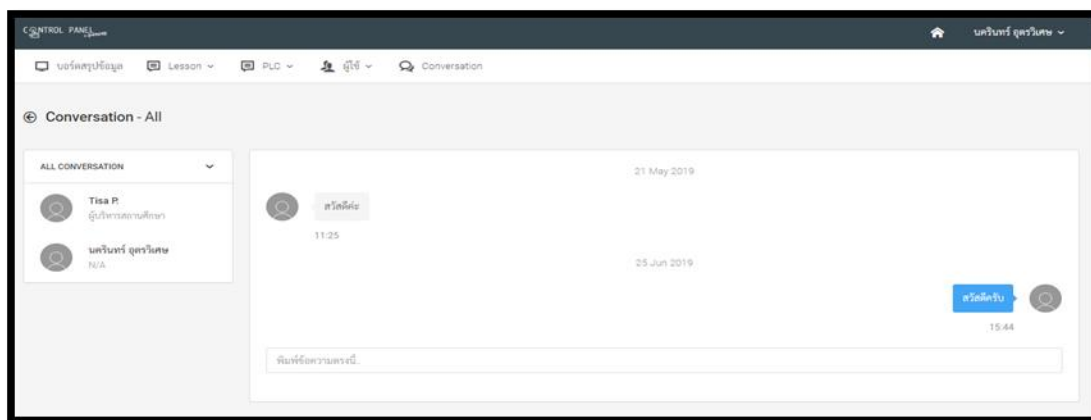 CONTROL PANEL
นครินทร์ อุตรวิเศษ
บอร์ดสรุปข้อมูล Lesson PLC ผู้ใช้ Conversation
Conversation - All
ALL CONVERSATION
Tisa P.
ผู้บริหารสถานศึกษา
นครินทร์ อุตรวิเศษ
N/A
21 May 2019
สวัสดีค่ะ
11:25
25 Jun 2019
สวัสดีครับ
15:44
พิมพ์ข้อความตรงนี้..